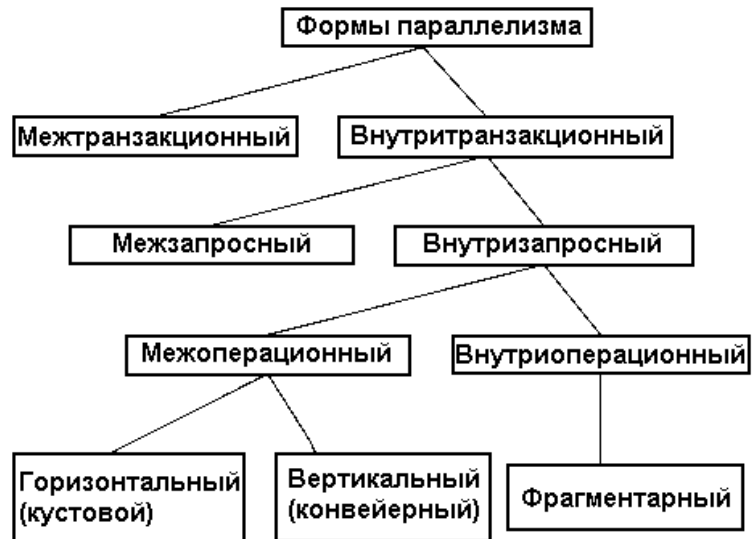 Формы параллелизма
Межтранзакционный
Внутритранзакционный
Межзапросный
Внутризапросный
Межоперационный
Внутриоперационный
Горизонтальный
(кустовой)
Вертикальный
(конвейерный)
Фрагментарный